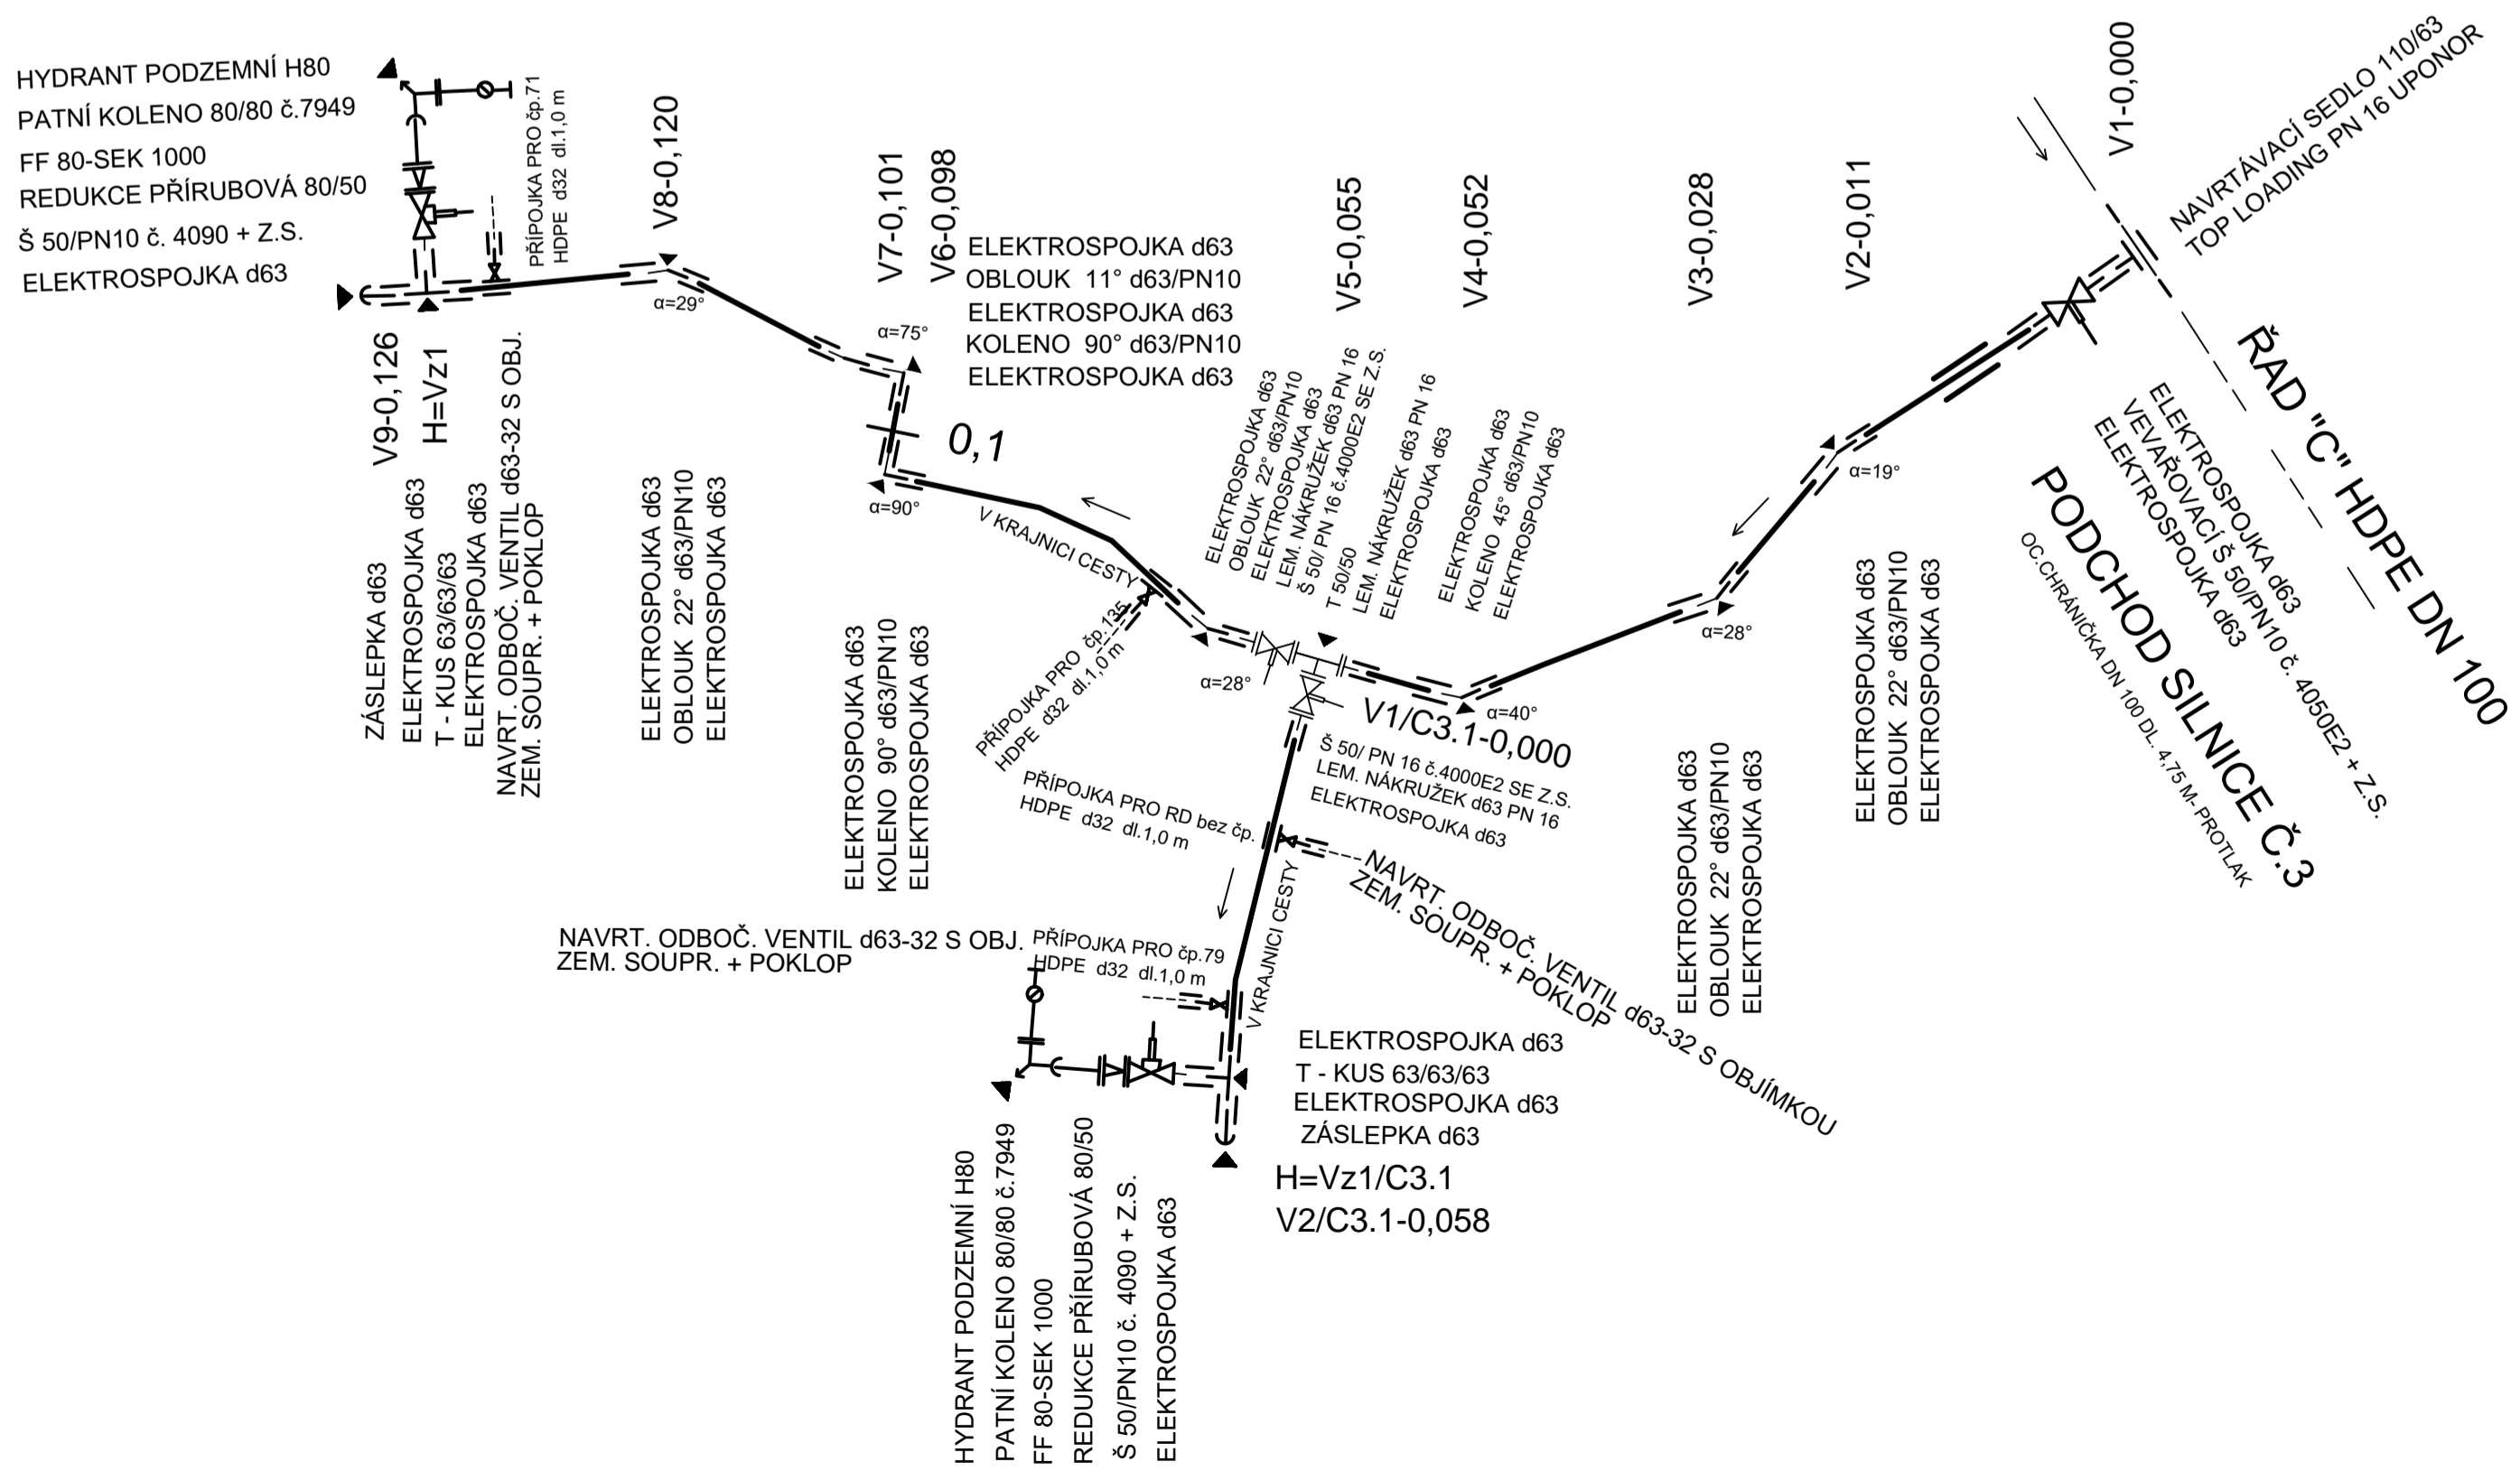 HYDRANT PODZEMNÍ H80
PATNÍ KOLENO 80/80 č.7949
FF 80-SEK 1000
REDUKCE PŘÍRUBOVÁ 80/50
Š 50/PN10 č. 4090 + Z.S.
ELEKTROSPOJKA d63
PŘÍPOJKA PRO čp.71
HDPE d32 dl.1,0 m
V9-0,126
H=Vz1
ZÁSLEPKA d63
ELEKTROSPOJKA d63
T - KUS 63/63/63
ELEKTROSPOJKA d63
NAVRT. ODBOČ. VENTIL d63-32 S OBJ.
ZEM. SOUPR. + POKLOP
V8-0,120
α=29°
ELEKTROSPOJKA d63
OBLOUK 22° d63/PN10
ELEKTROSPOJKA d63
V7-0,101
V6-0,098
α=75°
ELEKTROSPOJKA d63
OBLOUK 11° d63/PN10
ELEKTROSPOJKA d63
KOLENO 90° d63/PN10
ELEKTROSPOJKA d63
0,1
α=90°
ELEKTROSPOJKA d63
KOLENO 90° d63/PN10
ELEKTROSPOJKA d63
V KRAJNICI CESTY
PŘÍPOJKA PRO čp.135
HDPE d32 dl.1,0 m
V5-0,055
ELEKTROSPOJKA d63
OBLOUK 22° d63/PN10
ELEKTROSPOJKA d63
LEM. NÁKRUŽEK d63 PN 16
Š 50/ PN 16 č.4000E2 SE Z.S.
T 50/50
LEM. NÁKRUŽEK d63 PN 16
ELEKTROSPOJKA d63
α=28°
V4-0,052
ELEKTROSPOJKA d63
KOLENO 45° d63/PN10
ELEKTROSPOJKA d63
α=40°
V1/C3.1-0,000
Š 50/ PN 16 č.4000E2 SE Z.S.
LEM. NÁKRUŽEK d63 PN 16
ELEKTROSPOJKA d63
PŘÍPOJKA PRO RD bez čp.
HDPE d32 dl.1,0 m
NAVRT. ODBOČ. VENTIL d63-32 S OBJÍMKOU
ZEM. SOUPR. + POKLOP
V KRAJNICI CESTY
NAVRT. ODBOČ. VENTIL d63-32 S OBJ.
ZEM. SOUPR. + POKLOP
PŘÍPOJKA PRO čp.79
HDPE d32 dl.1,0 m
ELEKTROSPOJKA d63
T - KUS 63/63/63
ELEKTROSPOJKA d63
ZÁSLEPKA d63
H=Vz1/C3.1
V2/C3.1-0,058
HYDRANT PODZEMNÍ H80
PATNÍ KOLENO 80/80 č.7949
FF 80-SEK 1000
REDUKCE PŘÍRUBOVÁ 80/50
Š 50/PN10 č. 4090 + Z.S.
ELEKTROSPOJKA d63
V3-0,028
α=28°
ELEKTROSPOJKA d63
OBLOUK 22° d63/PN10
ELEKTROSPOJKA d63
V2-0,011
α=19°
ELEKTROSPOJKA d63
OBLOUK 22° d63/PN10
ELEKTROSPOJKA d63
V1-0,000
NAVRTÁVACÍ SEDLO 110/63
TOP LOADING PN 16 UPONOR
ŘAD "C" HDPE DN 100
ELEKTROSPOJKA d63
VEVAŘOVACÍ Š 50/PN10 č. 4050E2 + Z.S.
ELEKTROSPOJKA d63
PODCHOD SILNICE Č.3
OC.CHRÁNIČKA DN 100 DL. 4,75 M- PROTLAK